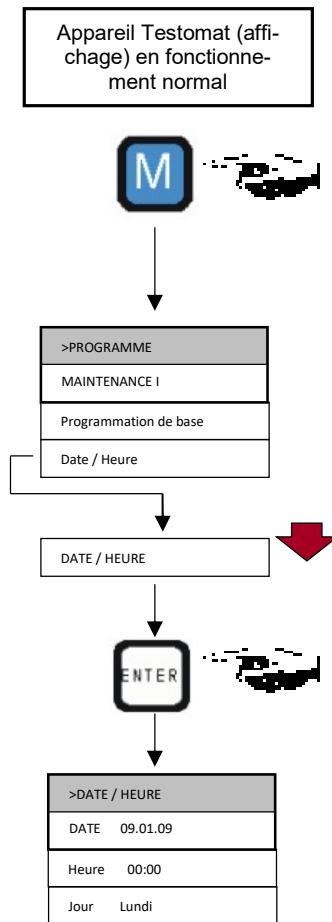 Appareil Testomat (affi-
chage) en fonctionne-
ment normal
M
>PROGRAMME
MAINTENANCE I
Programmation de base
Date / Heure
DATE / HEURE
ENTER
>DATE / HEURE
DATE 09.01.09
Heure 00:00
Jour Lundi